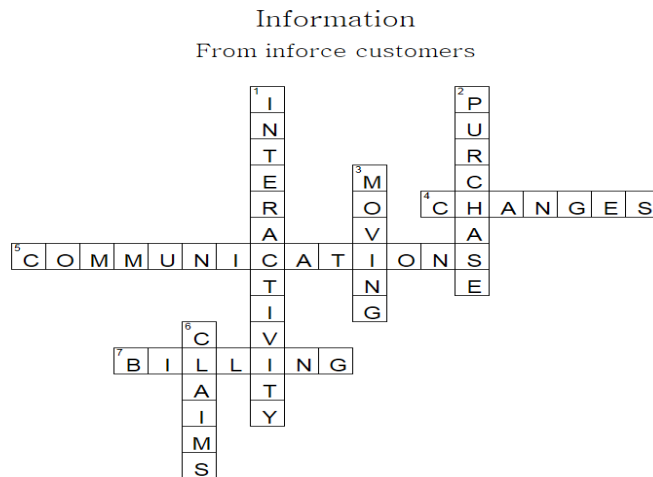 Information
From inforce customers
1 INTERACTIVITY
2 PURCHASE
3 MOVING
4 CHANGES
5 COMMUNICATIONS
6 CLAIMS
7 BILLING